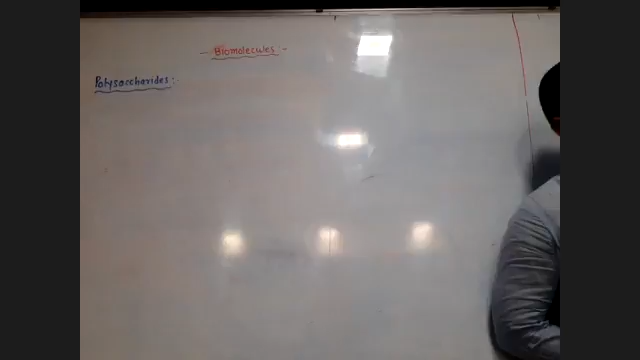 - Biomolecules :-
Polysaccharides :-